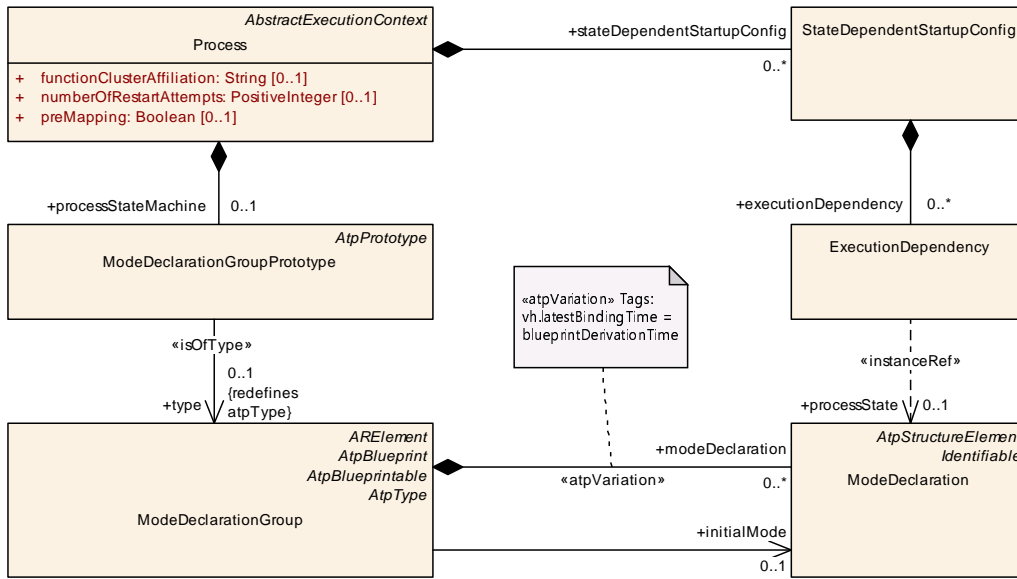 AbstractExecutionContext
Process
+ functionClusterAffiliation: String [0..1]
+ numberOfRestartAttempts: PositiveInteger [0..1]
+ preMapping: Boolean [0..1]
+stateDependentStartupConfig
0..*
StateDependentStartupConfig
+processStateMachine 0..1
+executionDependency 0..*
AtpPrototype
ModeDeclarationGroupPrototype
ExecutionDependency
«atpVariation» Tags:
vh.latestBindingTime =
blueprintDerivationTime
«isOfType»
0..1
{redefines
+type atpType}
«instanceRef»
+processState 0..1
ARElement
AtpBlueprint
AtpBlueprintable
AtpType
ModeDeclarationGroup
+modeDeclaration
«atpVariation»
0..*
+initialMode
0..1
AtpStructureElement
Identifiable
ModeDeclaration